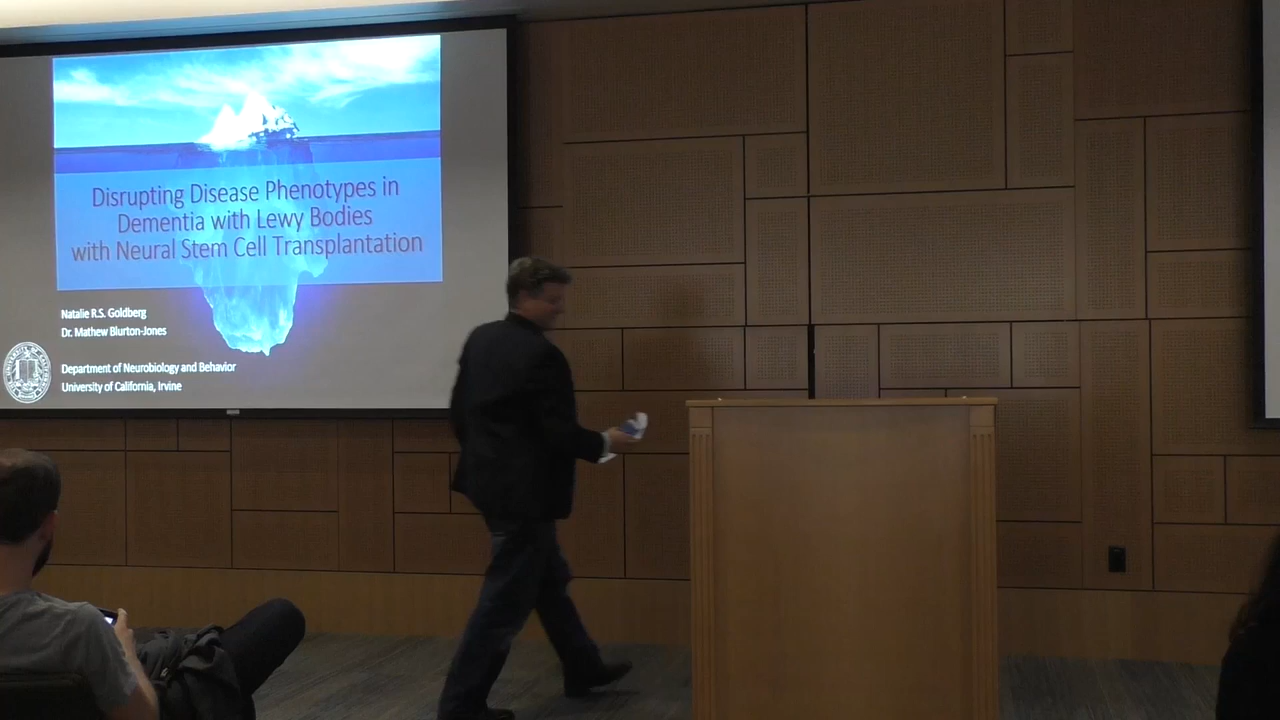 Disrupting Disease Phenotypes in
Dementia with Lewy Bodies
with Neural Stem Cell Transplantation
Natalie R.S. Goldberg
Dr. Mathew Blurton-Jones
Department of Neurobiology and Behavior
University of California, Irvine